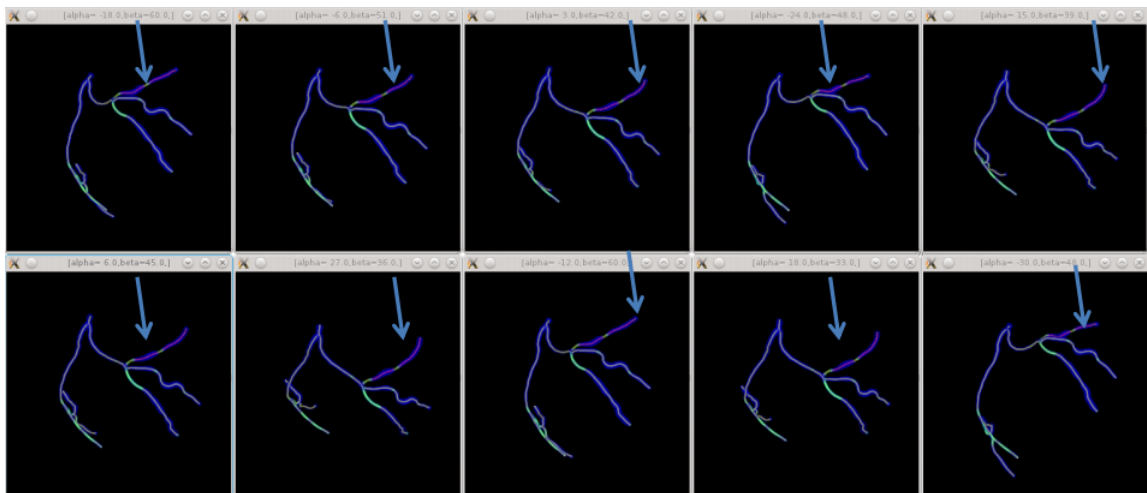 [alpha= -18.0,beta=60.0,]
[alpha= -6.0,beta=51.0,]
[alpha= 3.0,beta=42.0,]
[alpha= -24.0,beta=48.0,]
[alpha= 15.0,beta=39.0,]
[alpha= 6.0,beta=45.0,]
[alpha= 27.0,beta=36.0,]
[alpha= -12.0,beta=60.0,]
[alpha= 18.0,beta=33.0,]
[alpha= -30.0,beta=48.0,]